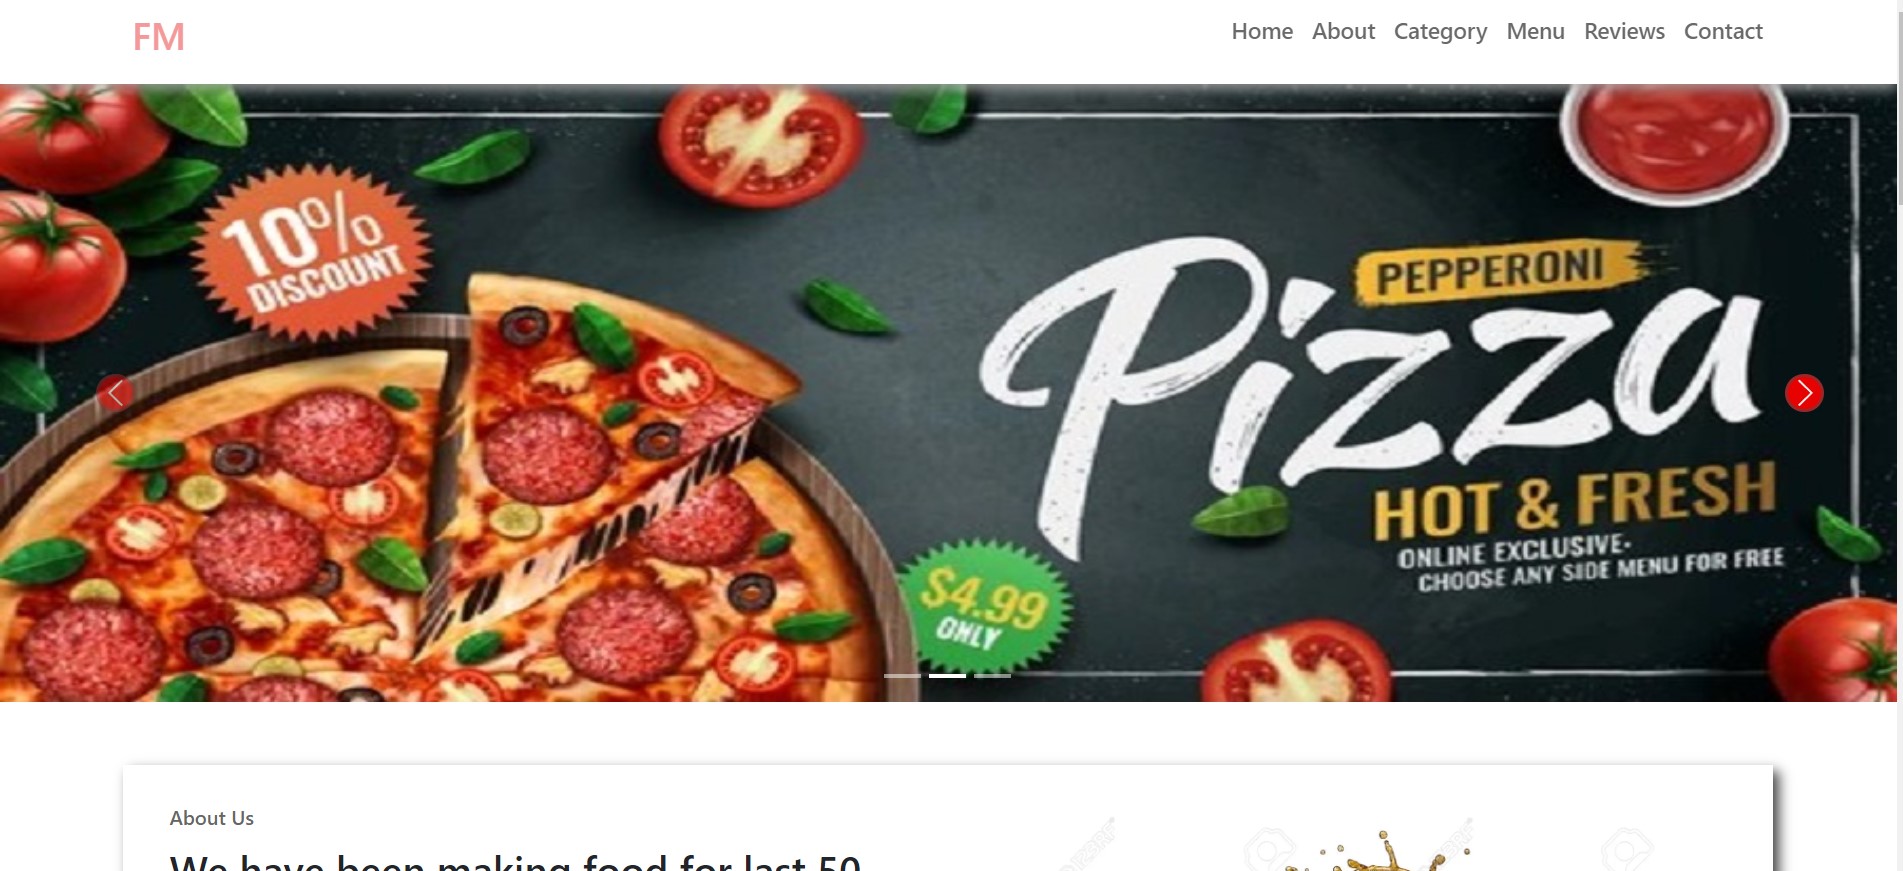 FM
Home About Category Menu Reviews Contact
10%
DISCOUNT
PEPPERONI
Pizza
HOT & FRESH
ONLINE EXCLUSIVE.
CHOOSE ANY SIDE MENU FOR FREE
$4.99
ONLY
About Us
We have been making food for last 50